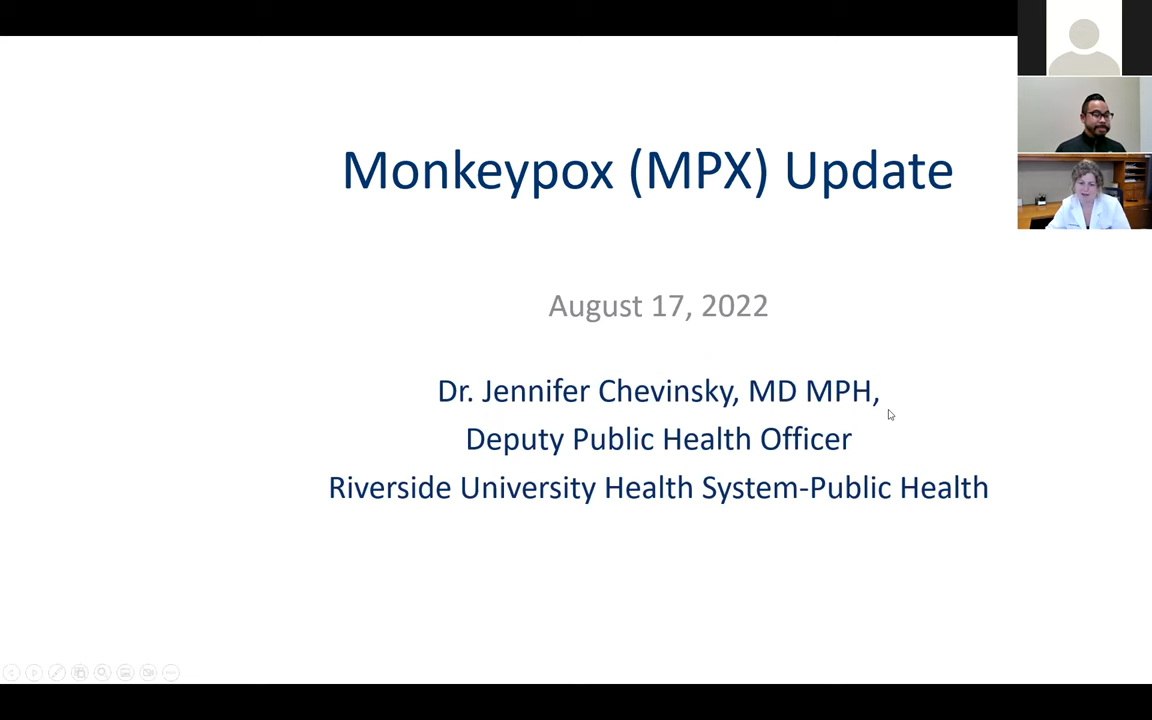 Monkeypox (MPX) Update
August 17, 2022
Dr. Jennifer Chevinsky, MD MPH,
Deputy Public Health Officer
Riverside University Health System-Public Health